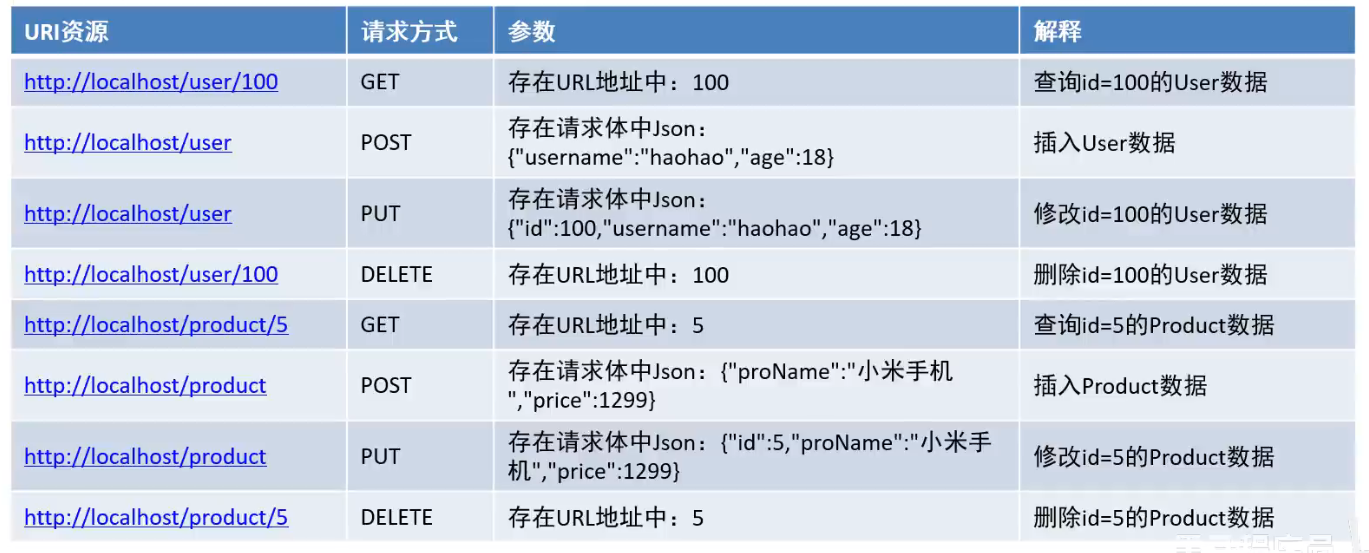 URI资源 请求方式 参数 解释
http://localhost/user/100 GET 存在URL地址中：100 查询id=100的User数据
存在请求体中Json：
http://localhost/user POST {"username":"haohao","age":18} 插入User数据
存在请求体中Json：
http://localhost/user PUT {"id":100,"username":"haohao","age":18} 修改id=100的User数据
http://localhost/user/100 DELETE 存在URL地址中：100 删除id=100的User数据
http://localhost/product/5 GET 存在URL地址中：5 查询id=5的Product数据
http://localhost/product POST 存在请求体中Json：{"proName":"小米手机
","price":1299} 插入Product数据
http://localhost/product PUT 存在请求体中Json：{"id":5,"proName":"小米手
机","price":1299} 修改id=5的Product数据
http://localhost/product/5 DELETE 存在URL地址中：5 删除id=5的Product数据